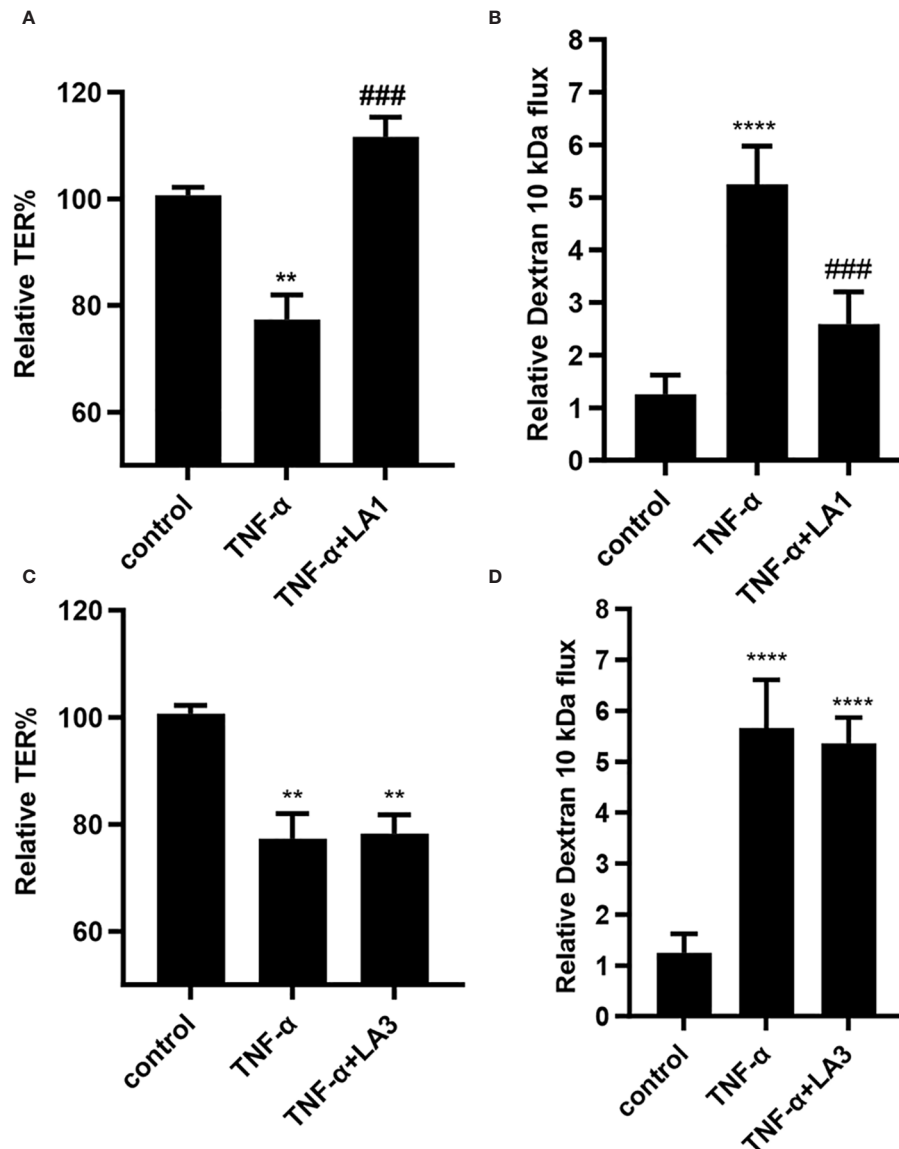 A
Relative TER%
120
100
80
60
**
###
control
TNF-α
TNF-α+LA1
B
Relative Dextran 10 kDa flux
8
7
6
5
4
3
2
1
0
****
###
control
TNF-α
TNF-α+LA1
C
Relative TER%
120
100
80
60
**
**
control
TNF-α
TNF-α+LA3
D
Relative Dextran 10 kDa flux
8
7
6
5
4
3
2
1
0
****
****
control
TNF-α
TNF-α+LA3